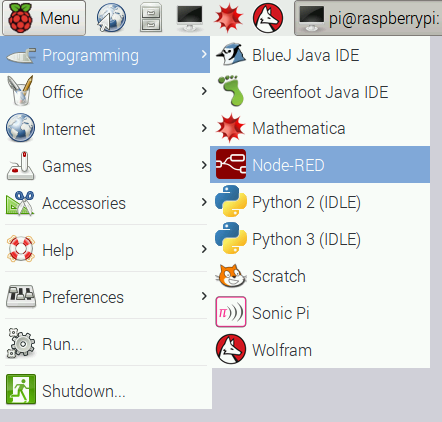 Menu
pi@raspberrypi:
Programming
Office
Internet
Games
Accessories
Help
Preferences
Run...
Shutdown...
BlueJ Java IDE
Greenfoot Java IDE
Mathematica
Node-RED
Python 2 (IDLE)
Python 3 (IDLE)
Scratch
Sonic Pi
Wolfram